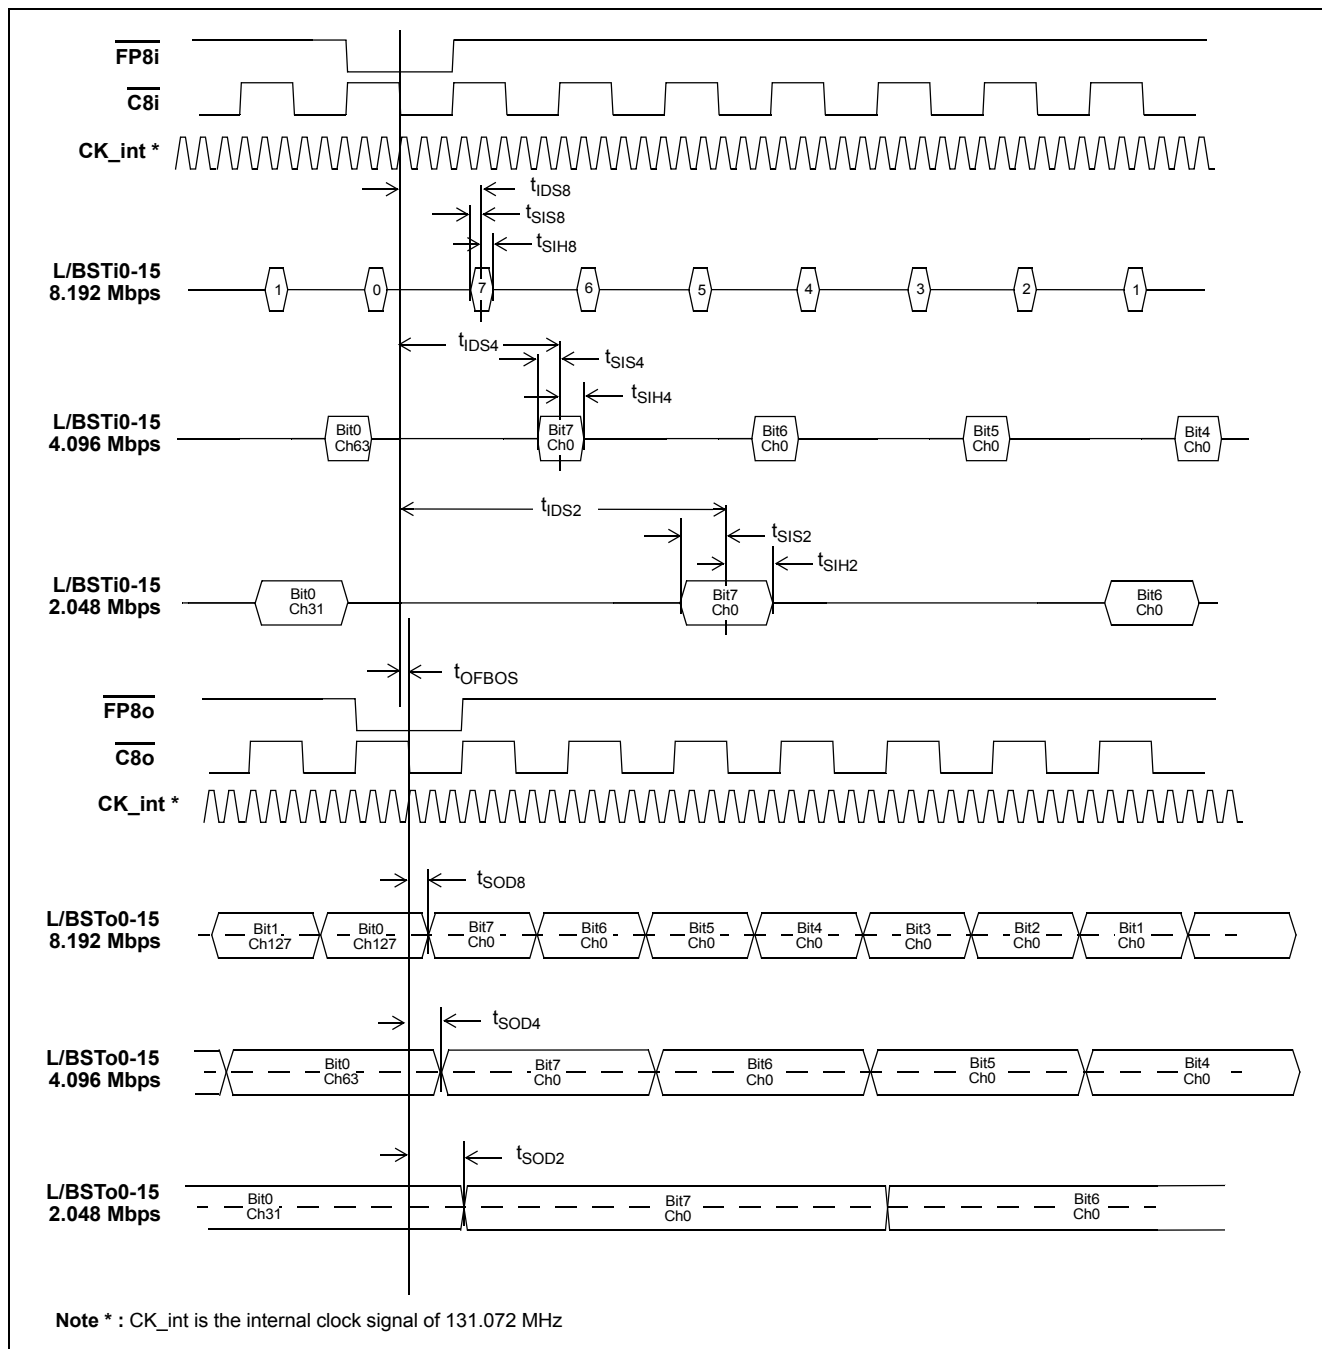 FP8i
C8i
CK_int *
tIDS8
tSIS8
tSIH8
L/BSTi0-15
8.192 Mbps
1 0 7 6 5 4 3 2 1
tIDS4
tSIS4
tSIH4
L/BSTi0-15
4.096 Mbps
Bit0 Bit7 Bit6 Bit5 Bit4
Ch63 Ch0 Ch0 Ch0 Ch0
tIDS2
tSIS2
tSIH2
L/BSTi0-15
2.048 Mbps
Bit0 Bit7 Bit6
Ch31 Ch0 Ch0
tOFBOS
FP8o
C8o
CK_int *
tSOD8
L/BSTo0-15
8.192 Mbps
Bit1 Bit0 Bit7 Bit6 Bit5 Bit4 Bit3 Bit2 Bit1
Ch127 Ch127 Ch0 Ch0 Ch0 Ch0 Ch0 Ch0 Ch0
tSOD4
L/BSTo0-15
4.096 Mbps
Bit0 Bit7 Bit6 Bit5 Bit4
Ch63 Ch0 Ch0 Ch0 Ch0
tSOD2
L/BSTo0-15
2.048 Mbps
Bit0 Bit7 Bit6
Ch31 Ch0 Ch0
Note * : CK_int is the internal clock signal of 131.072 MHz